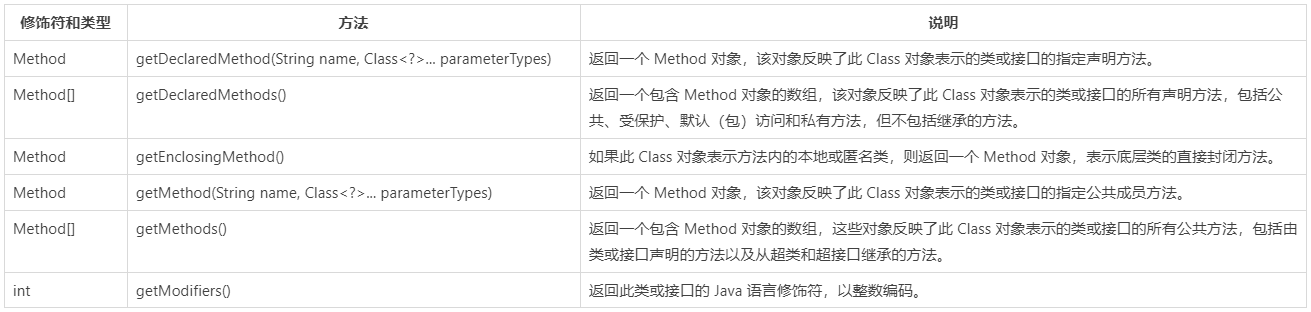 修饰符和类型 方法 说明
Method getDeclaredMethod(String name, Class<?>... parameterTypes) 返回一个 Method 对象，该对象反映了此 Class 对象表示的类或接口的指定声明方法。
Method[] getDeclaredMethods() 返回一个包含 Method 对象的数组，该对象反映了此 Class 对象表示的类或接口的所有声明方法，包括公
共、受保护、默认（包）访问和私有方法，但不包括继承的方法。
Method getEnclosingMethod() 如果此 Class 对象表示方法内的本地或匿名类，则返回一个 Method 对象，表示底层类的直接封闭方法。
Method getMethod(String name, Class<?>... parameterTypes) 返回一个 Method 对象，该对象反映了此 Class 对象表示的类或接口的指定公共成员方法。
Method[] getMethods() 返回一个包含 Method 对象的数组，这些对象反映了此 Class 对象表示的类或接口的所有公共方法，包括由
类或接口声明的方法以及从超类和超接口继承的方法。
int getModifiers() 返回此类或接口的 Java 语言修饰符，以整数编码。